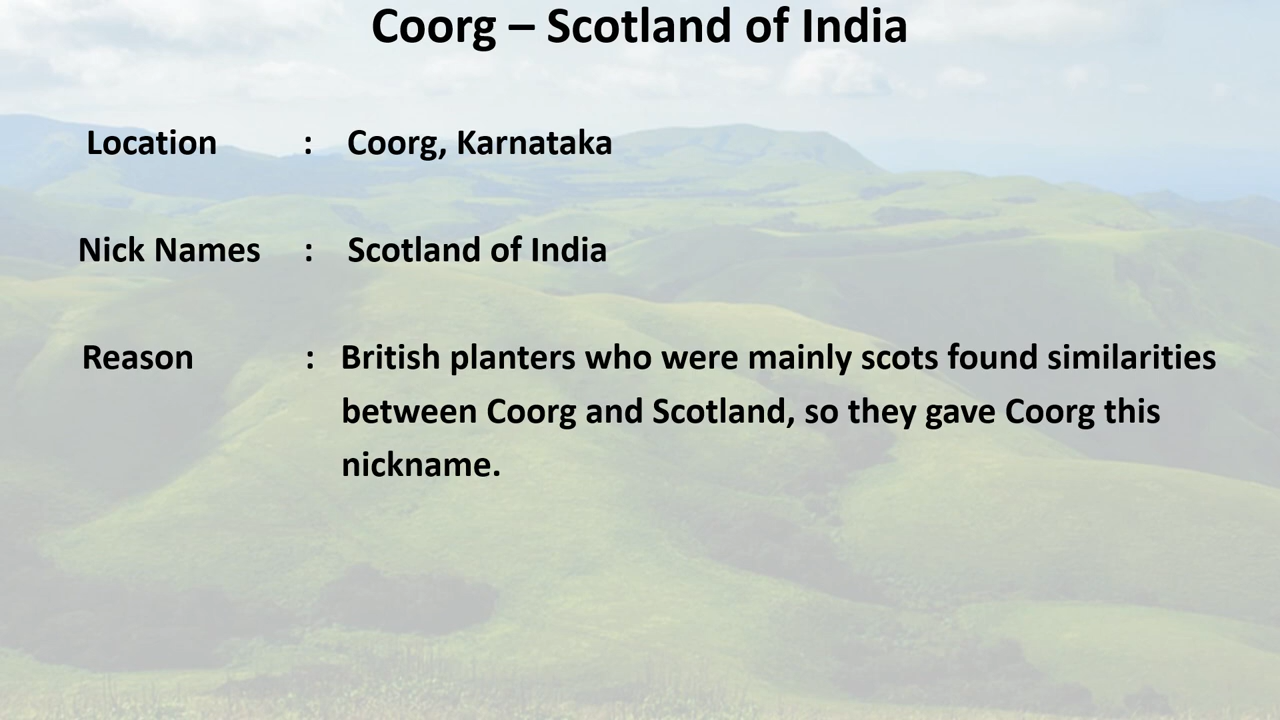 Coorg – Scotland of India
Location : Coorg, Karnataka
Nick Names : Scotland of India
Reason : British planters who were mainly scots found similarities
between Coorg and Scotland, so they gave Coorg this
nickname.